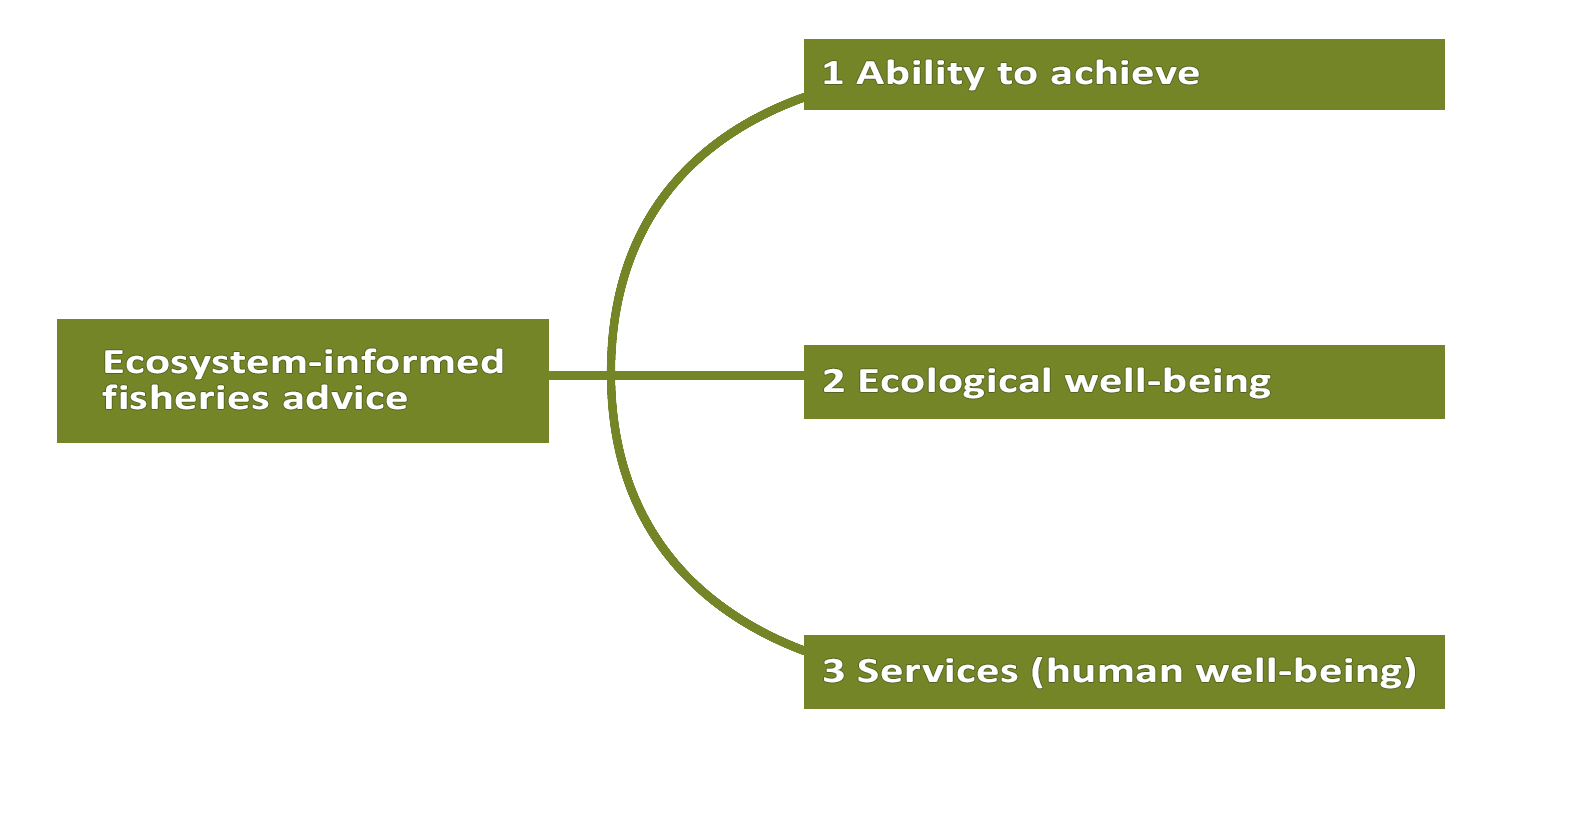 1 Ability to achieve
Ecosystem-informed
fisheries advice
2 Ecological well-being
3 Services (human well-being)